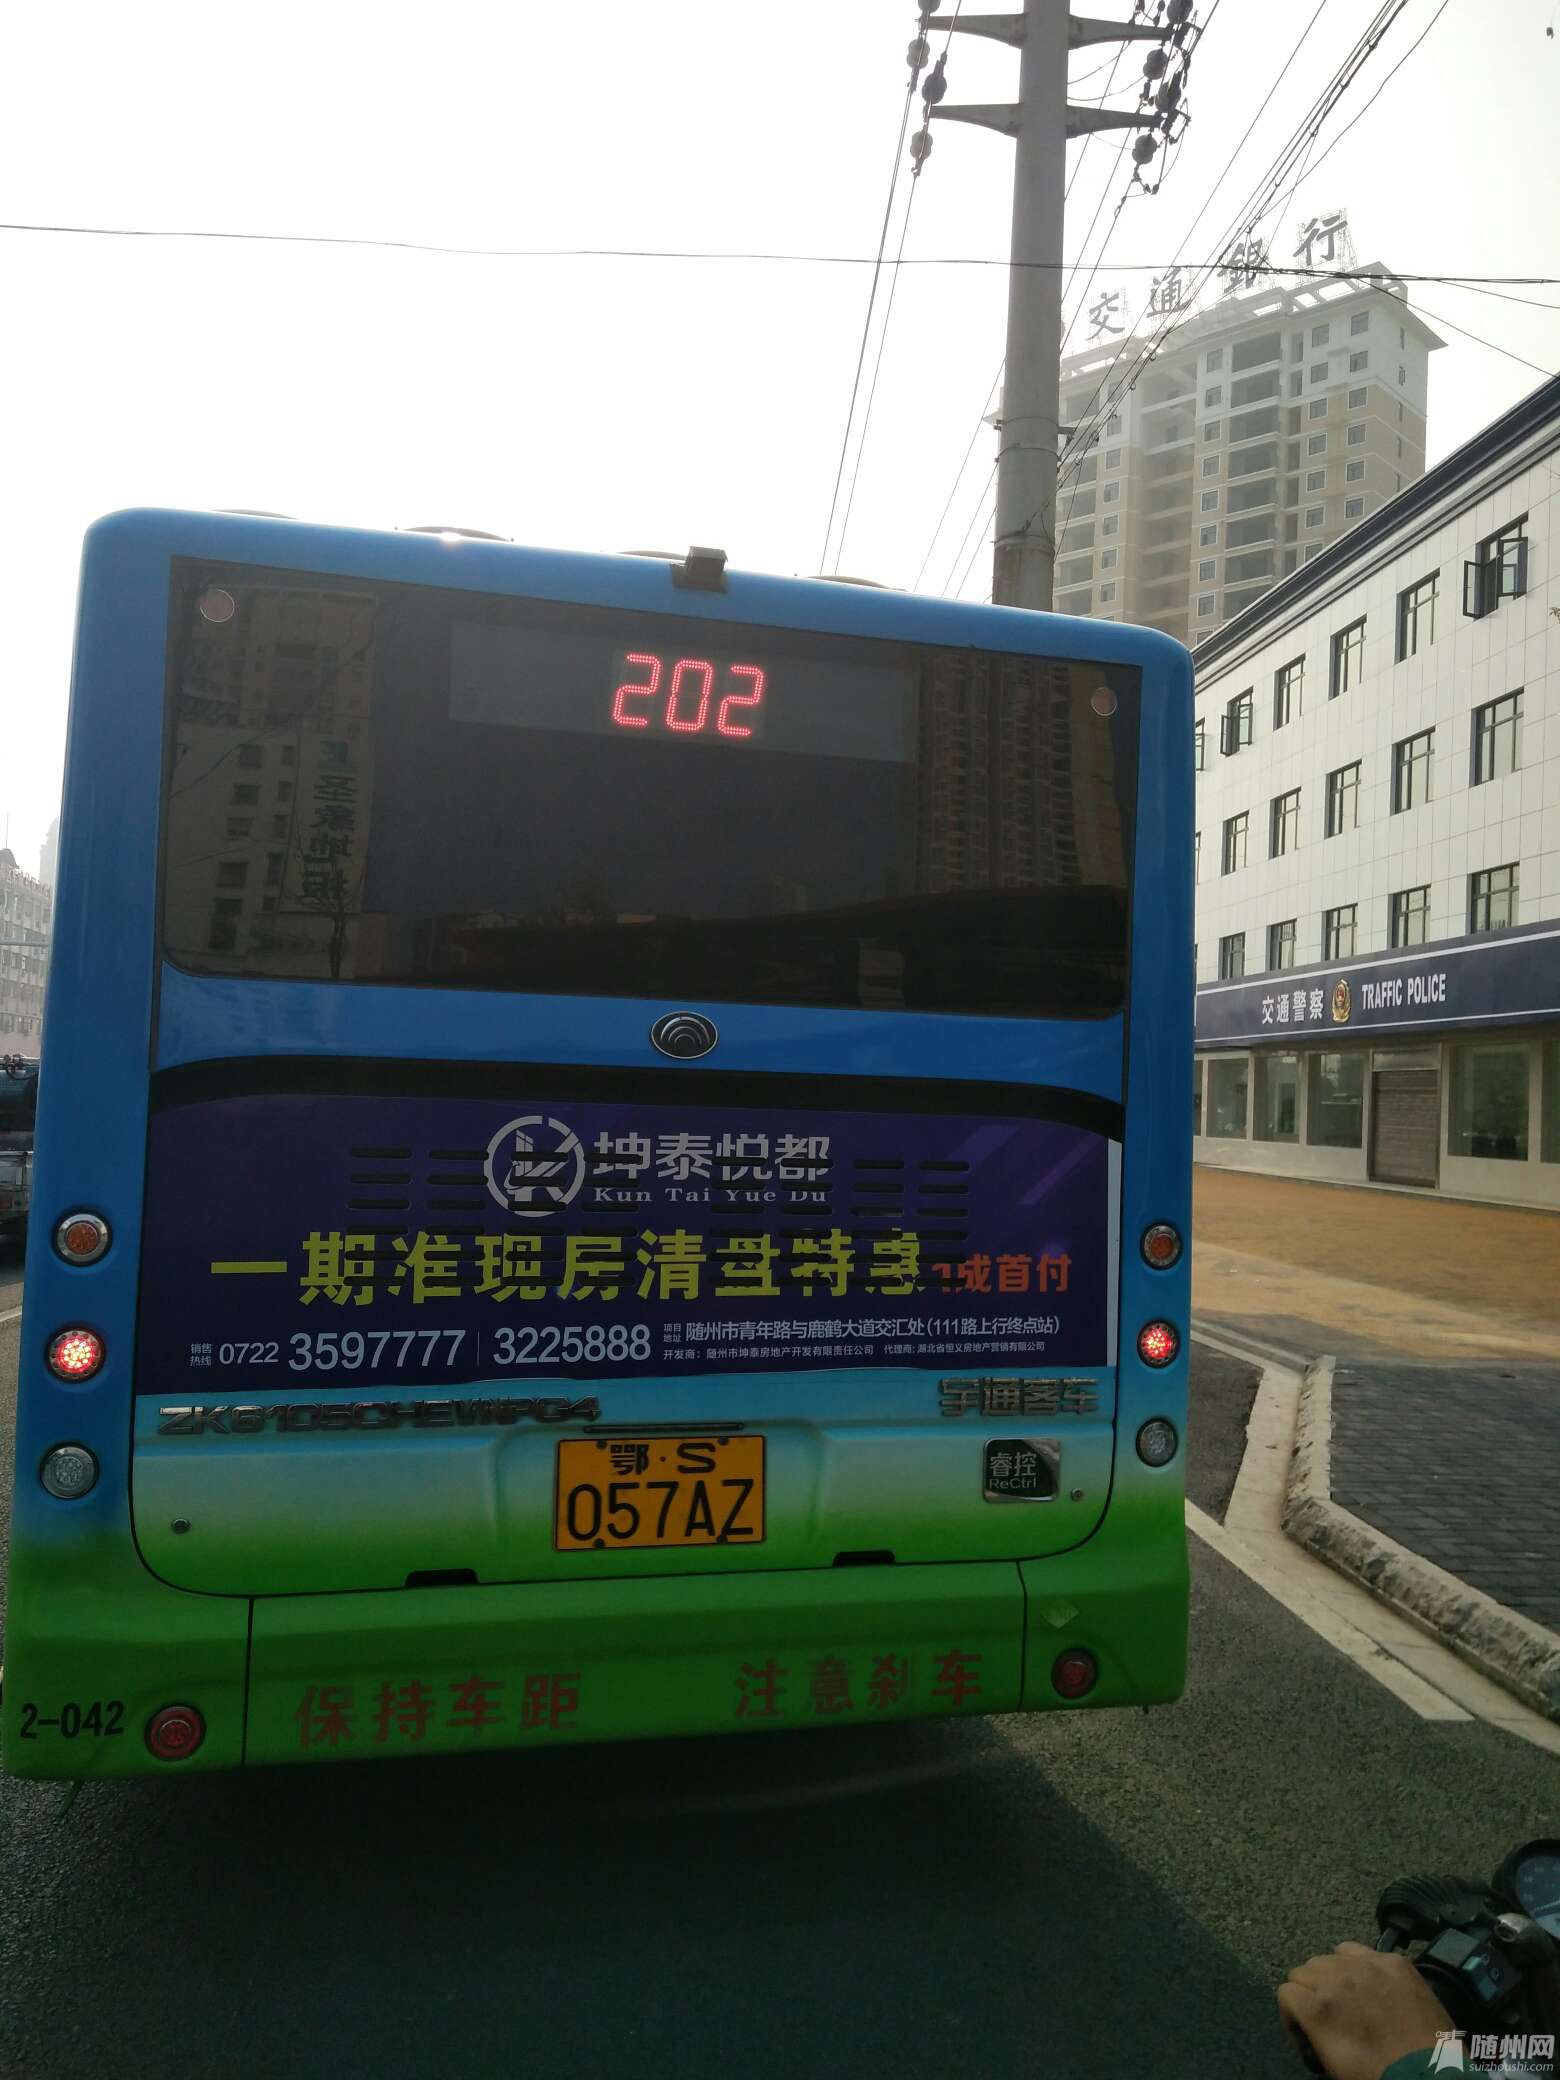 交通銀行
202
交通警察 TRAFFIC POLICE
坤泰悦都
Kun Tai Yue Du
一期准现房清盘特惠 1成首付
销售热线 0722 3597777 | 3225888
项目地址 随州市青年路与鹿鹤大道交汇处(111路上行终点站)
开发商：随州市坤泰房地产开发有限责任公司 代理商：湖北省恒义房地产营销有限公司
ZK6105CHEVNPG4
宇通客车
鄂·S
057AZ
睿控
ReCtrl
保持车距 注意刹车
2-042
随州网
suizhoushi.com